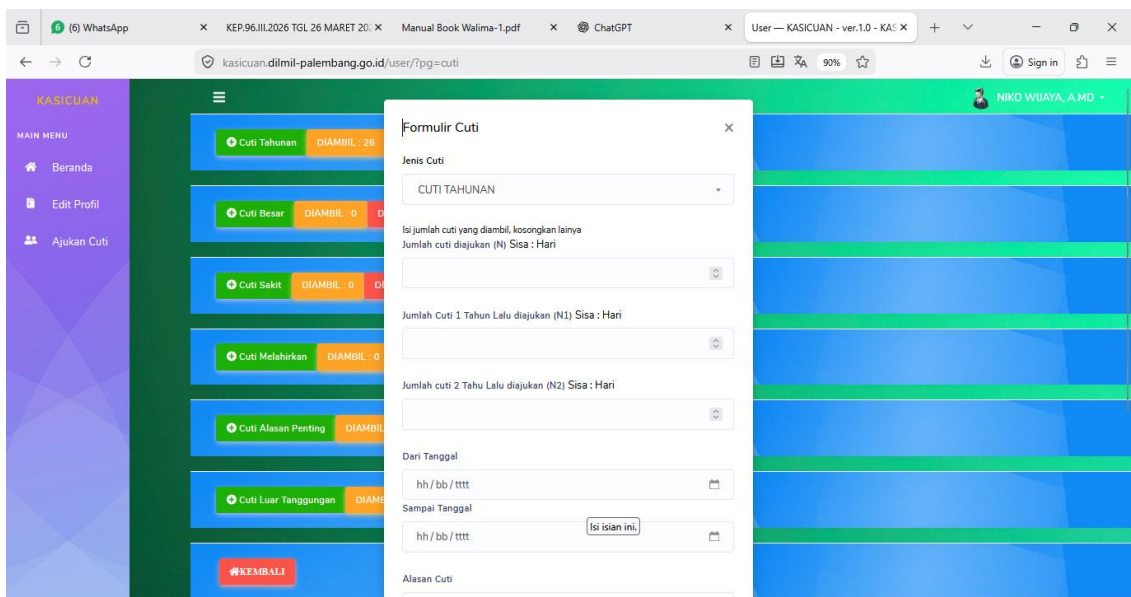 (6) WhatsApp
KEP.96.III.2026 TGL 26 MARET 202
Manual Book Walima-1.pdf
ChatGPT
User — KASICUAN - ver.1.0 - KAS
kasicuan.dilmil-palembang.go.id/user/?pg=cuti
90%
Sign in
KASICUAN
NIKO WIJAYA, A.MD
MAIN MENU
Beranda
Edit Profil
Ajukan Cuti
Cuti Tahunan DIAMBIL : 26
Cuti Besar DIAMBIL : 0 D
Cuti Sakit DIAMBIL : 0 DI
Cuti Melahirkan DIAMBIL : 0
Cuti Alasan Penting DIAMBIL
Cuti Luar Tanggungan DIAMB
KEMBALI
Formulir Cuti
Jenis Cuti
CUTI TAHUNAN
Isi jumlah cuti yang diambil, kosongkan lainya
Jumlah cuti diajukan (N) Sisa : Hari
Jumlah Cuti 1 Tahun Lalu diajukan (N1) Sisa : Hari
Jumlah cuti 2 Tahu Lalu diajukan (N2) Sisa : Hari
Dari Tanggal
hh / bb / tttt
Sampai Tanggal
Isi isian ini.
hh / bb / tttt
Alasan Cuti